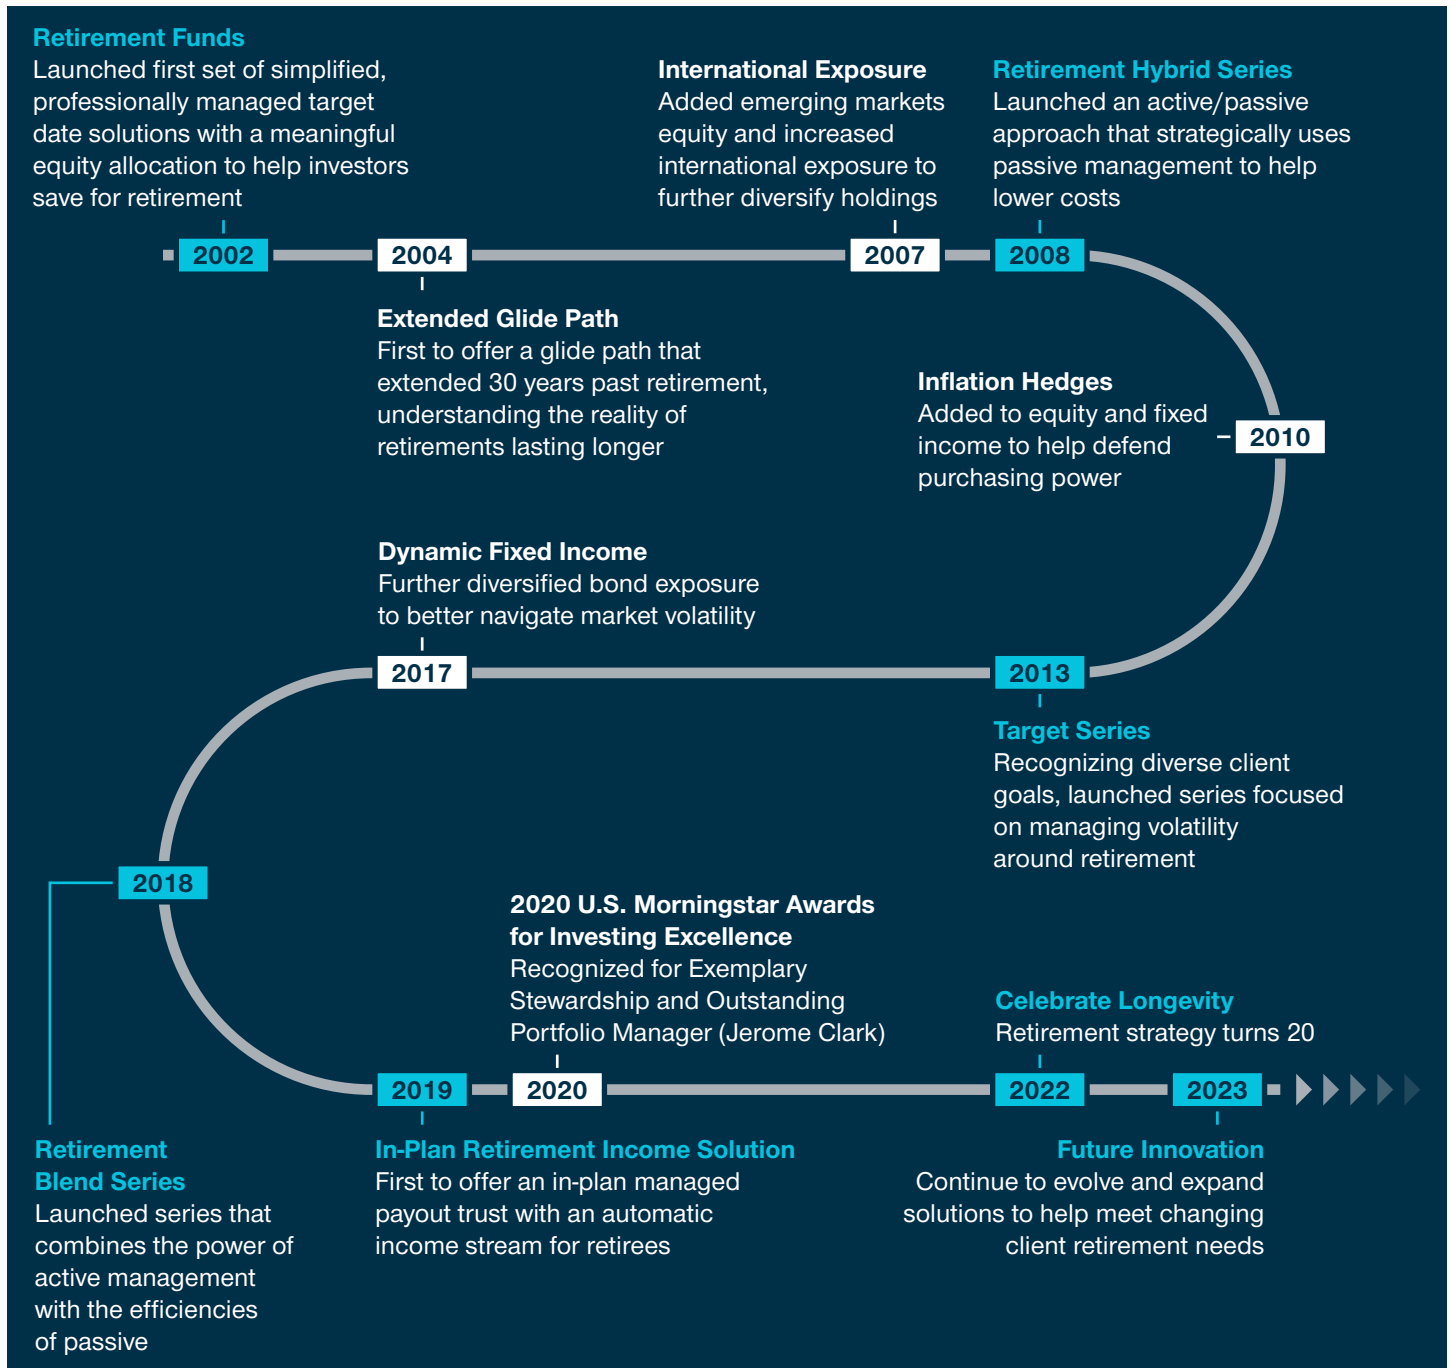 Retirement Funds
Launched first set of simplified,
professionally managed target
date solutions with a meaningful
equity allocation to help investors
save for retirement
International Exposure
Added emerging markets
equity and increased
international exposure to
further diversify holdings
Retirement Hybrid Series
Launched an active/passive
approach that strategically uses
passive management to help
lower costs
2002
2004
2007
2008
Extended Glide Path
First to offer a glide path that
extended 30 years past retirement,
understanding the reality of
retirements lasting longer
Inflation Hedges
Added to equity and fixed
income to help defend
purchasing power
2010
Dynamic Fixed Income
Further diversified bond exposure
to better navigate market volatility
2017
2013
Target Series
Recognizing diverse client
goals, launched series focused
on managing volatility
around retirement
2018
2020 U.S. Morningstar Awards
for Investing Excellence
Recognized for Exemplary
Stewardship and Outstanding
Portfolio Manager (Jerome Clark)
Celebrate Longevity
Retirement strategy turns 20
2019
2020
2022
2023
Retirement
Blend Series
Launched series that
combines the power of
active management
with the efficiencies
of passive
In-Plan Retirement Income Solution
First to offer an in-plan managed
payout trust with an automatic
income stream for retirees
Future Innovation
Continue to evolve and expand
solutions to help meet changing
client retirement needs